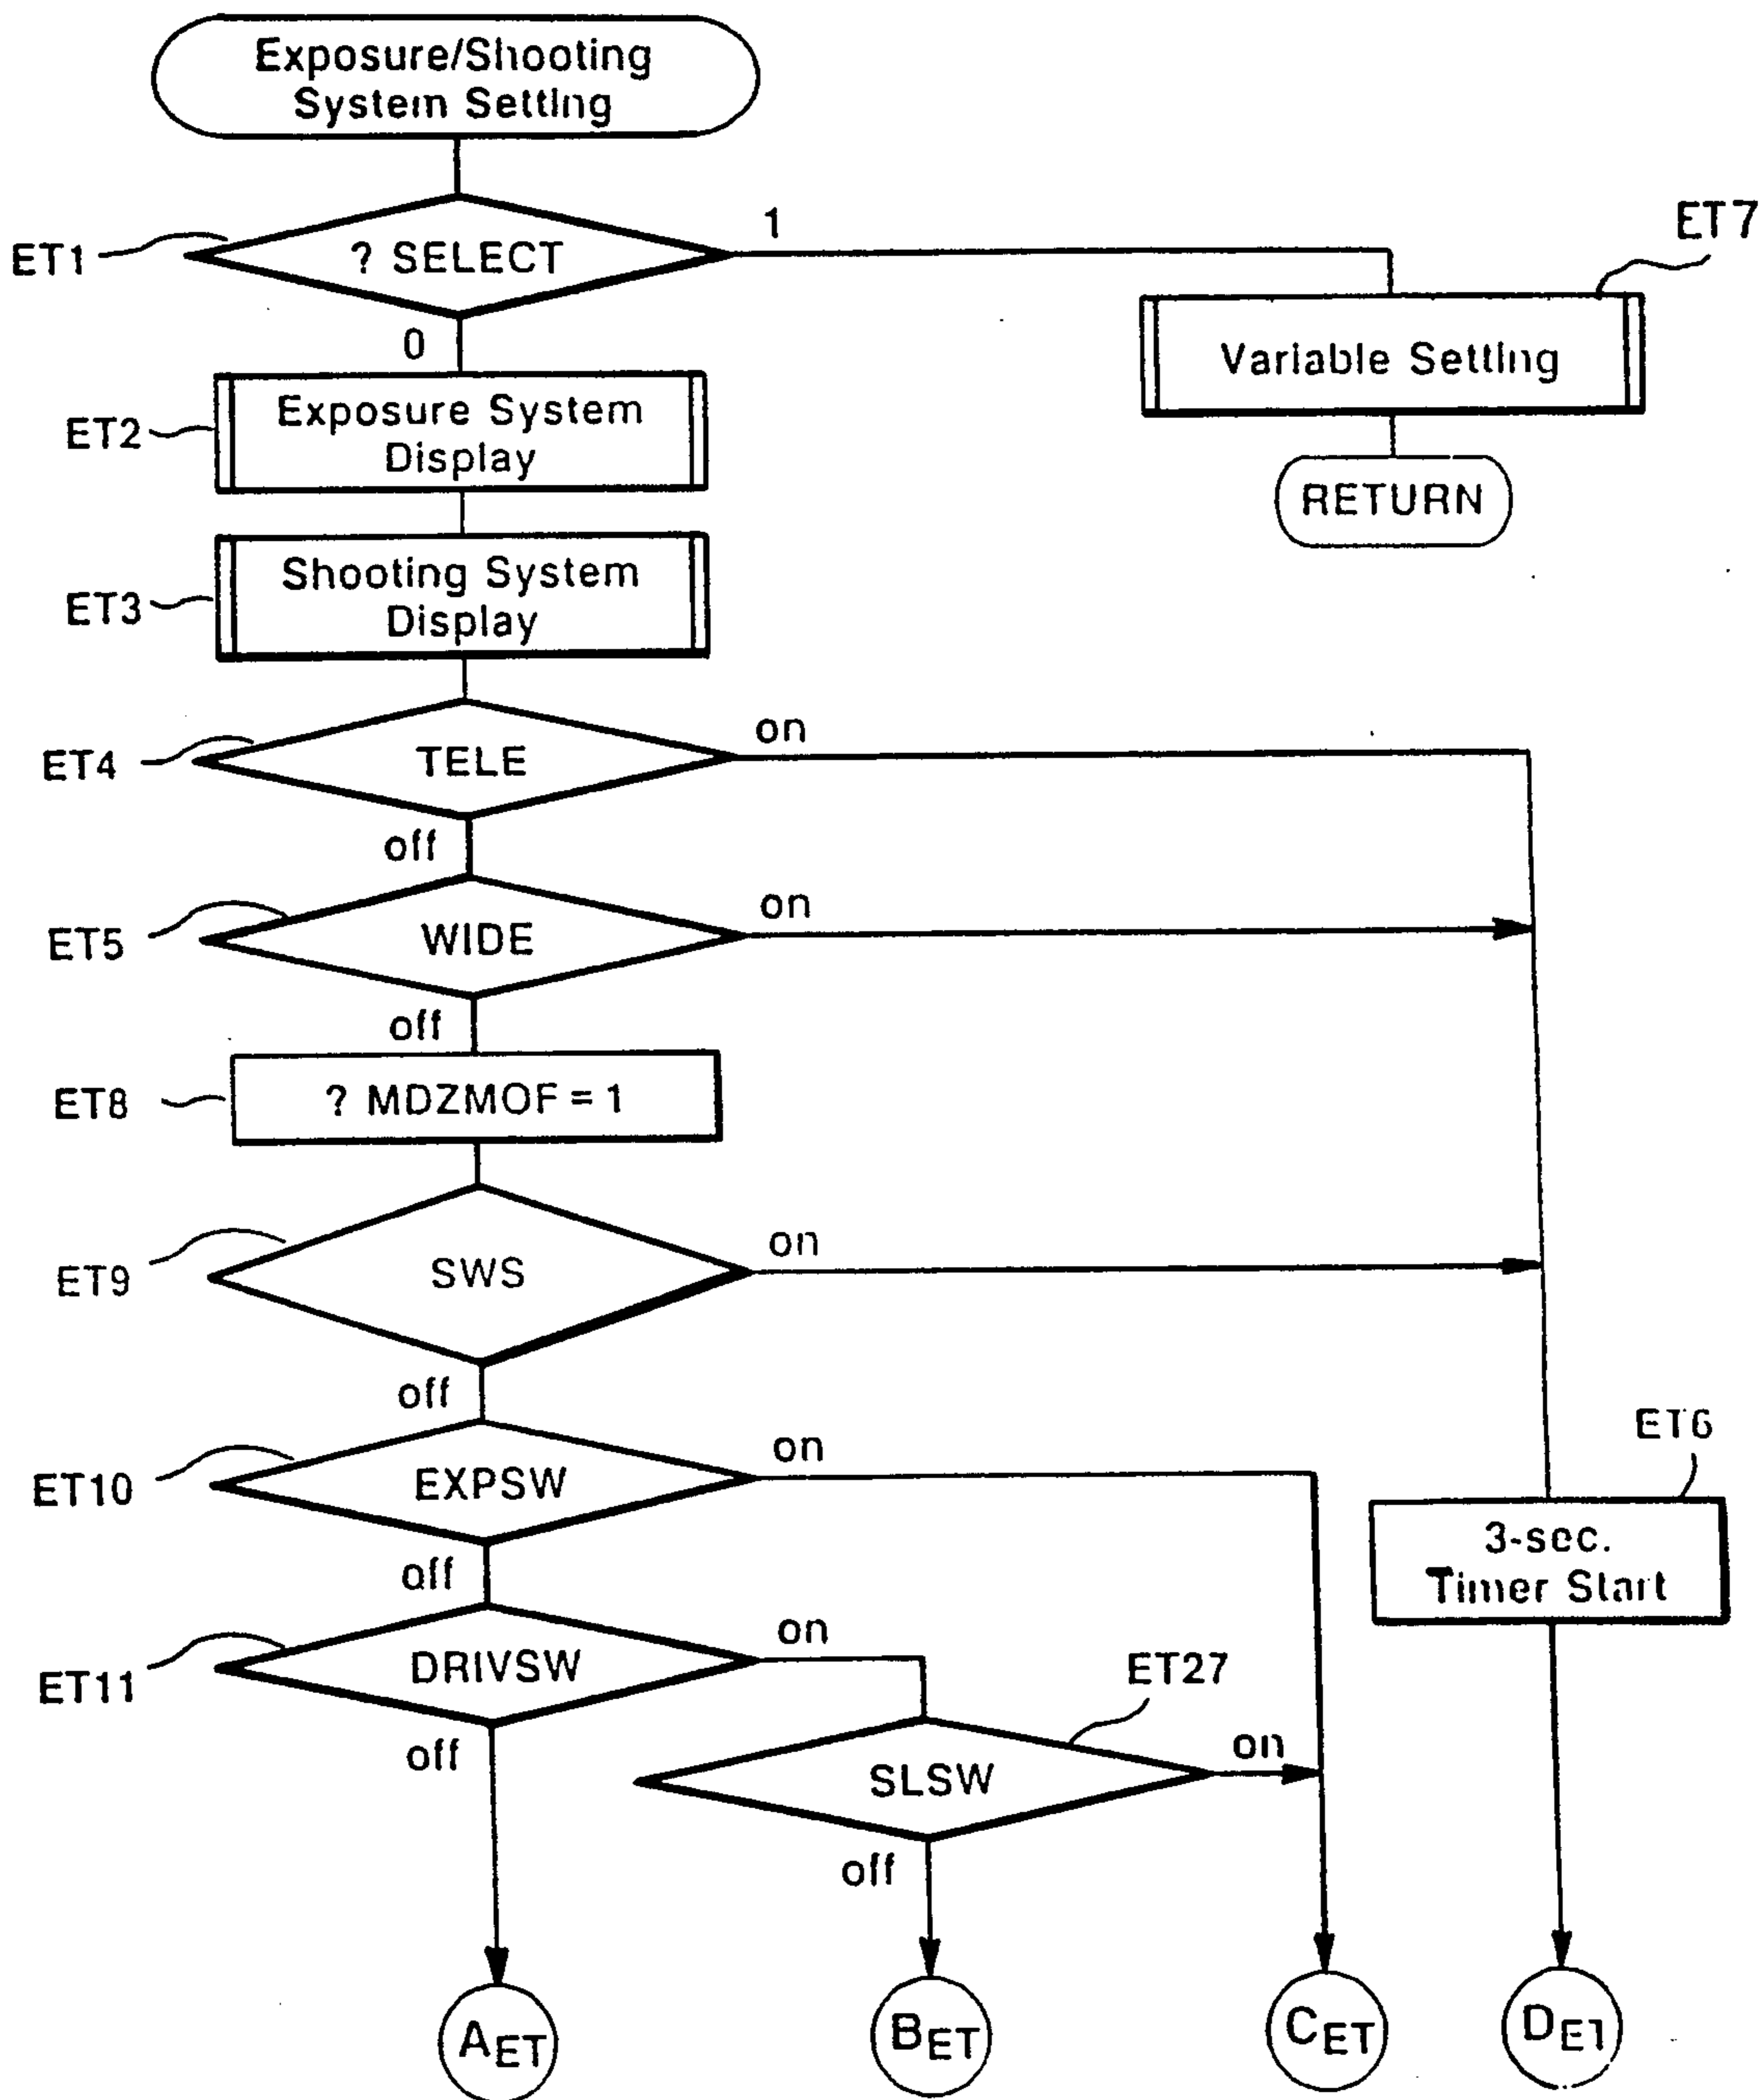 Exposure/Shooting
System Setting
ET1
? SELECT
1
ET7
0
Variable Setting
ET2
Exposure System
Display
RETURN
ET3
Shooting System
Display
ET4
TELE
on
off
ET5
WIDE
on
off
ET8
? MDZMOF = 1
ET9
SWS
on
off
ET6
ET10
EXPSW
on
3-sec.
Timer Start
off
ET11
DRIVSW
on
ET27
off
SLSW
on
off
AET
BET
CET
DET